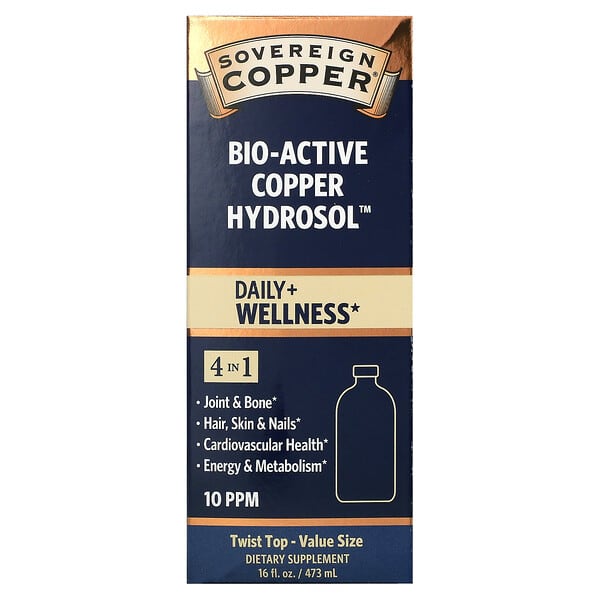 SOVEREIGN
COPPER®
BIO-ACTIVE
COPPER
HYDROSOL™
DAILY+
WELLNESS*
4 IN 1
• Joint & Bone*
• Hair, Skin & Nails*
• Cardiovascular Health*
• Energy & Metabolism*
10 PPM
Twist Top - Value Size
DIETARY SUPPLEMENT
16 fl. oz. / 473 mL